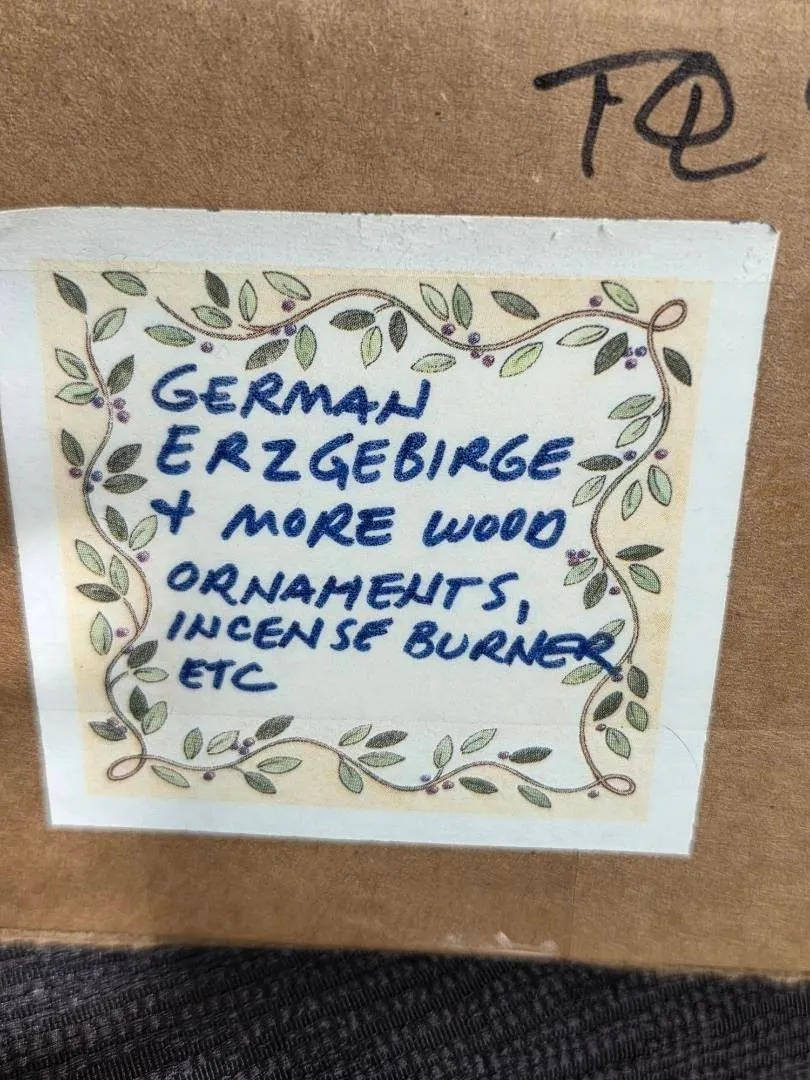 GERMAN
ERZGEBIRGE
+ MORE WOOD
ORNAMENTS,
INCENSE BURNER
ETC